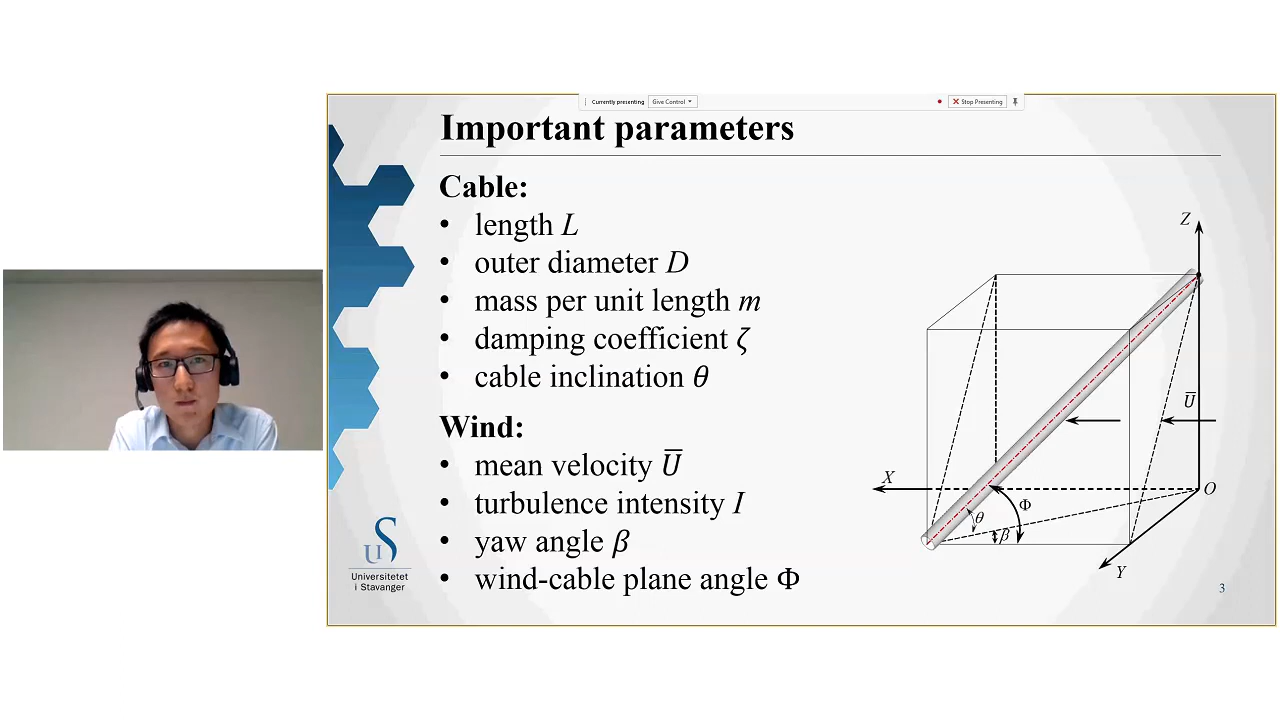 Currently presenting
Give Control
Stop Presenting
Important parameters
Cable:
• length L
• outer diameter D
• mass per unit length m
• damping coefficient ζ
• cable inclination θ
Wind:
• mean velocity U̅
• turbulence intensity I
• yaw angle β
• wind-cable plane angle Φ
Z
U̅
X
O
Φ
θ
β
Y
US
Universitetet
i Stavanger
3